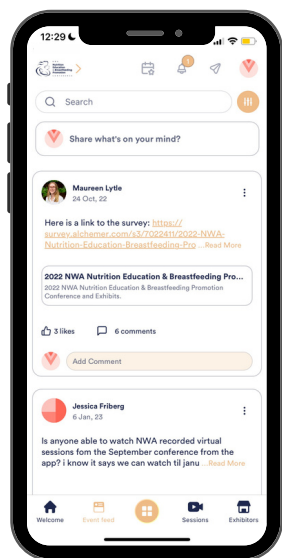 12:29
1
Nutrition
Education
& Breastfeeding
Promotion
Search
Share what's on your mind?
Maureen Lytle
24 Oct, 22
Here is a link to the survey: https://
survey.alchemer.com/s3/7022411/2022-NWA-
Nutrition-Education-Breastfeeding-Pro ...Read More
2022 NWA Nutrition Education & Breastfeeding Pro...
2022 NWA Nutrition Education & Breastfeeding Promotion
Conference and Exhibits.
3 likes 6 comments
Add Comment
Jessica Friberg
6 Jan, 23
Is anyone able to watch NWA recorded virtual
sessions fom the September conference from the
app? i know it says we can watch til janu ...Read More
Welcome Event feed Sessions Exhibitors